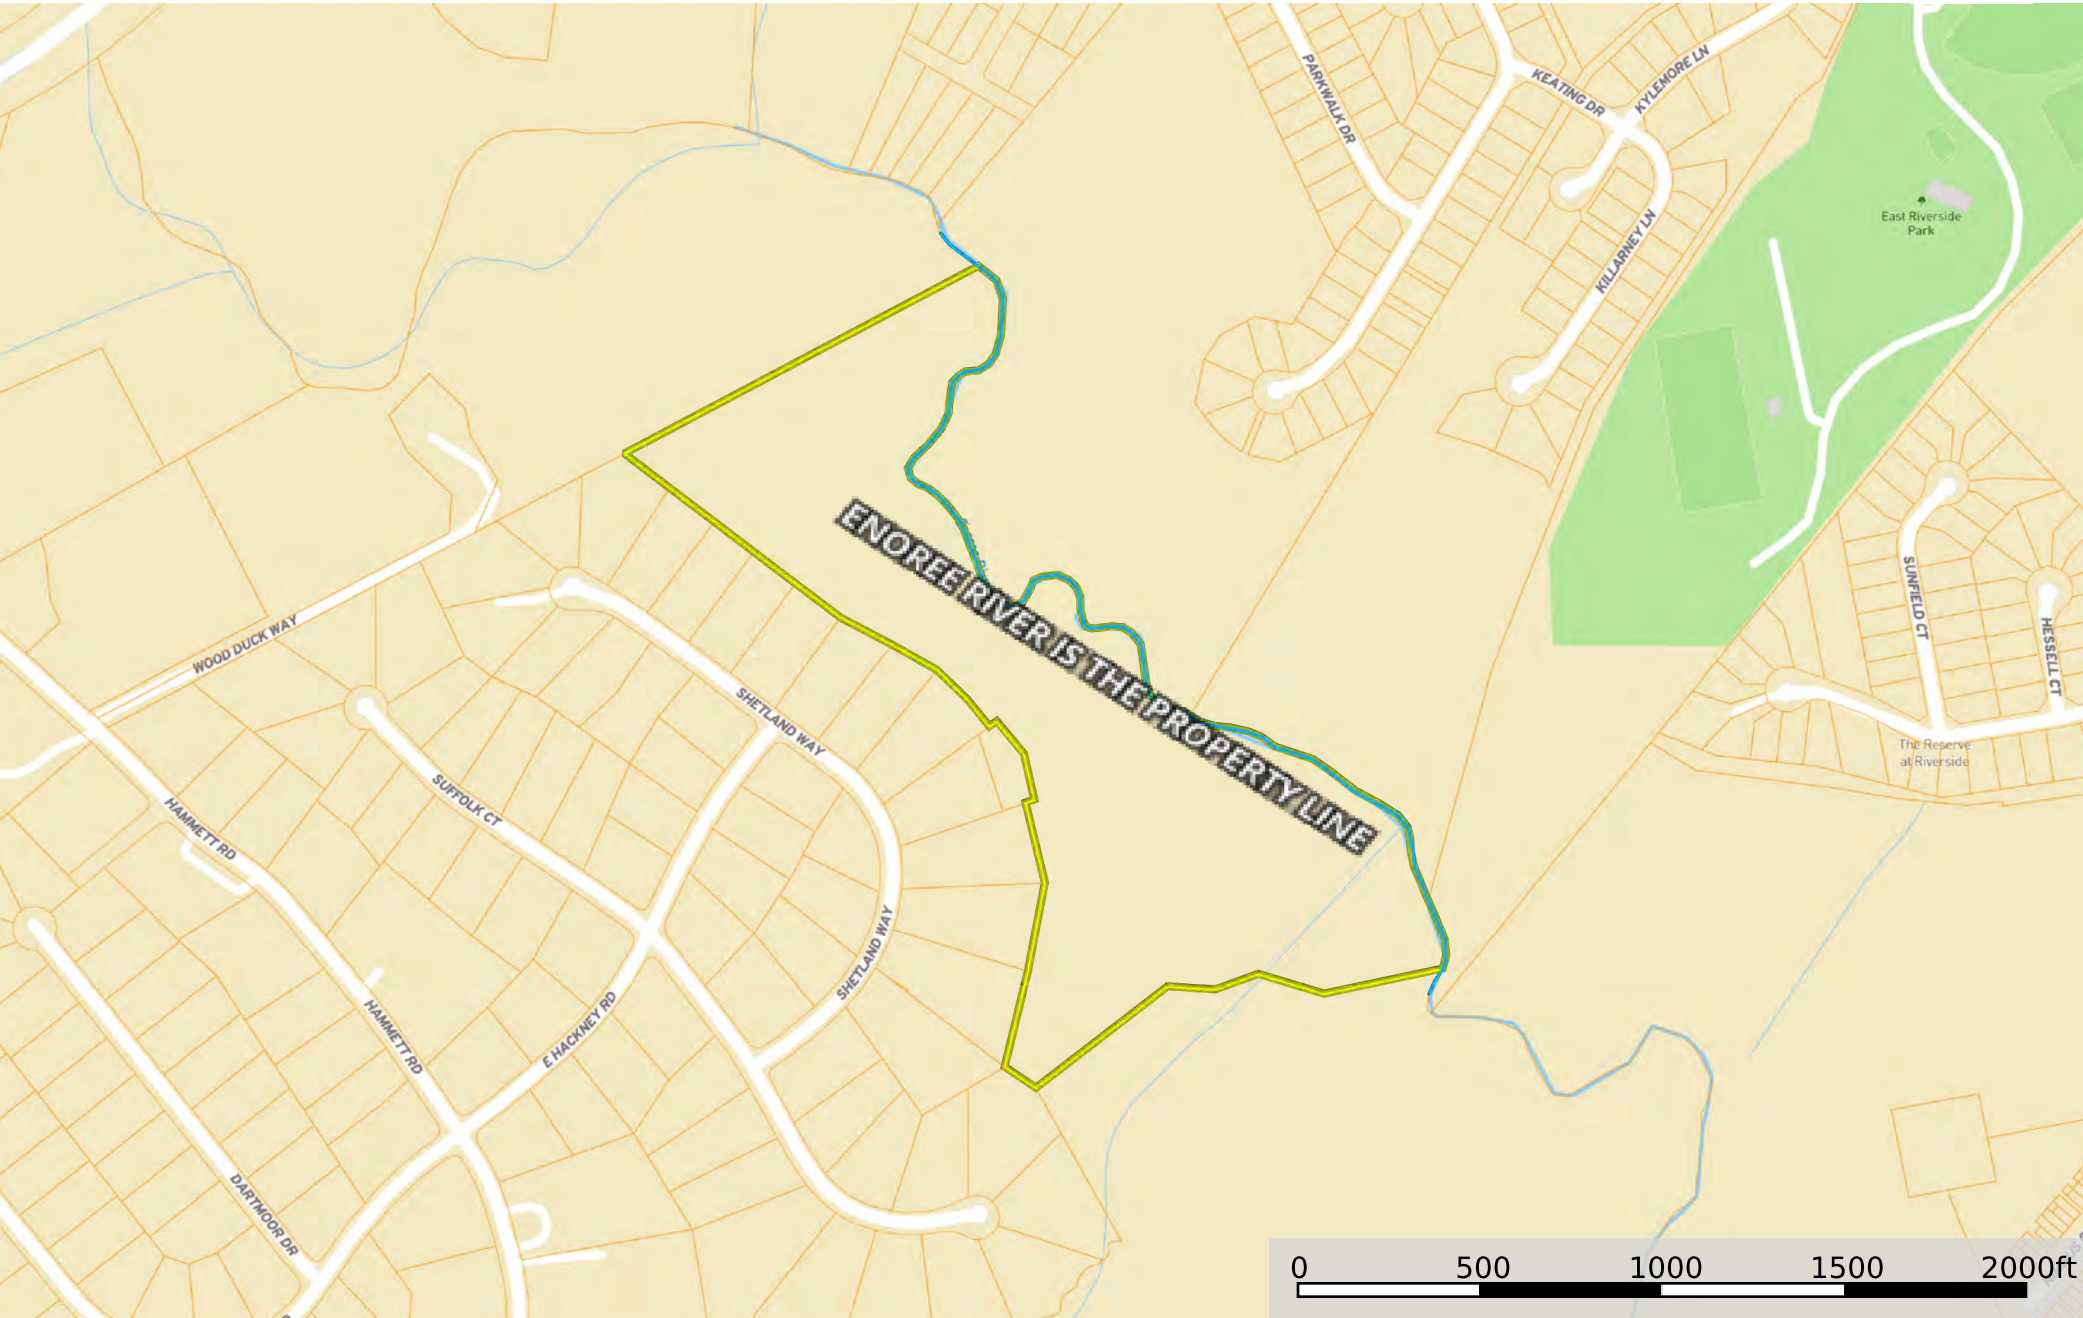 PARKWALK DR
KEATING DR
KYLEMORE LN
KILLARNEY LN
East Riverside
Park
ENOREE RIVER IS THE PROPERTY LINE
WOOD DUCK WAY
SHETLAND WAY
SUFFOLK CT
HAMMETT RD
SHETLAND WAY
E HACKNEY RD
HAMMETT RD
DARTMOOR DR
SUNFIELD CT
HESSELL CT
The Reserve
at Riverside
0 500 1000 1500 2000ft